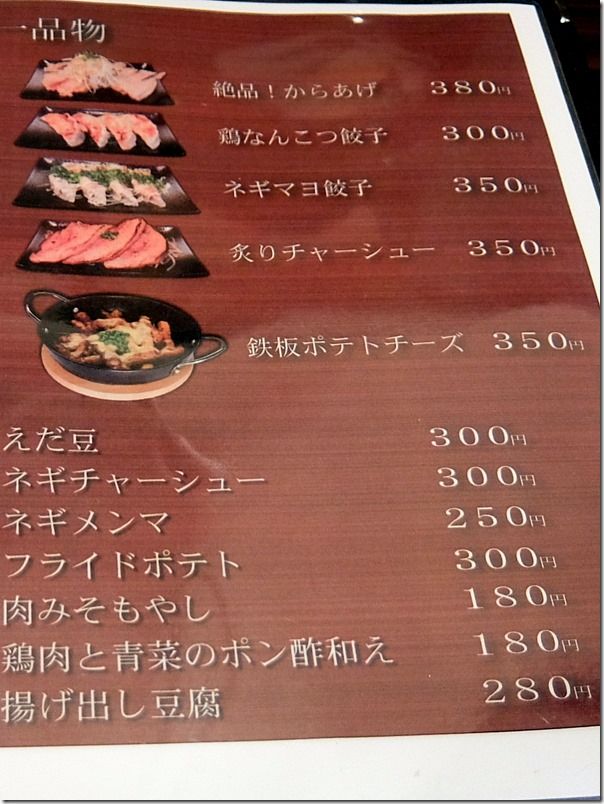 一品物
絶品！からあげ 380円
鶏なんこつ餃子 300円
ネギマヨ餃子 350円
炙りチャーシュー 350円
鉄板ポテトチーズ 350円
えだ豆 300円
ネギチャーシュー 300円
ネギメンマ 250円
フライドポテト 300円
肉みそもやし 180円
鶏肉と青菜のポン酢和え 180円
揚げ出し豆腐 280円